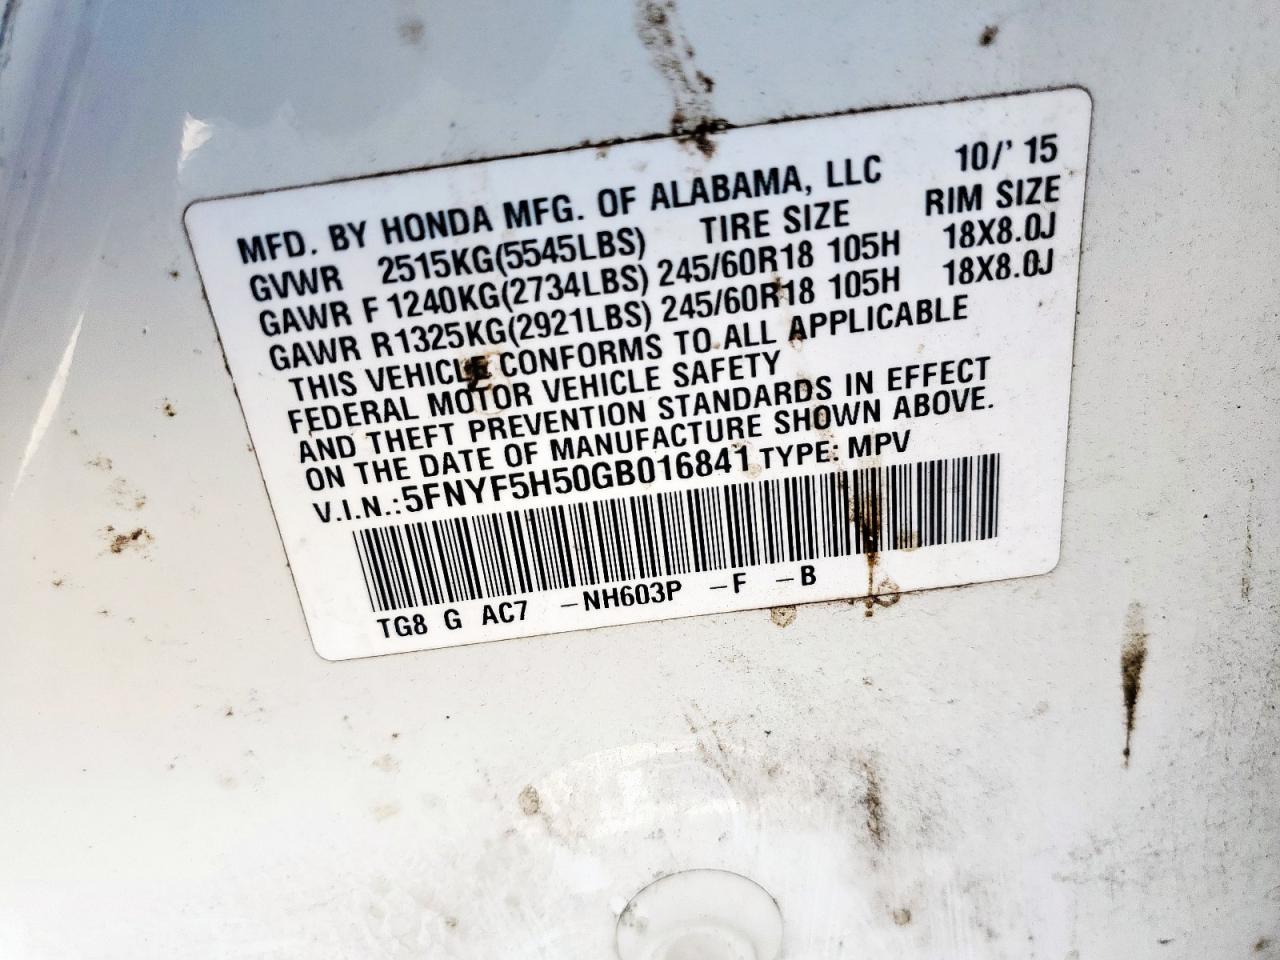 MFD. BY HONDA MFG. OF ALABAMA, LLC 10/' 15
GVWR 2515KG(5545LBS) TIRE SIZE RIM SIZE
GAWR F 1240KG(2734LBS) 245/60R18 105H 18X8.0J
GAWR R1325KG(2921LBS) 245/60R18 105H 18X8.0J
THIS VEHICLE CONFORMS TO ALL APPLICABLE
FEDERAL MOTOR VEHICLE SAFETY
AND THEFT PREVENTION STANDARDS IN EFFECT
ON THE DATE OF MANUFACTURE SHOWN ABOVE.
V.I.N.: 5FNYF5H50GB016841 TYPE: MPV
TG8 G AC7 –NH603P –F –B